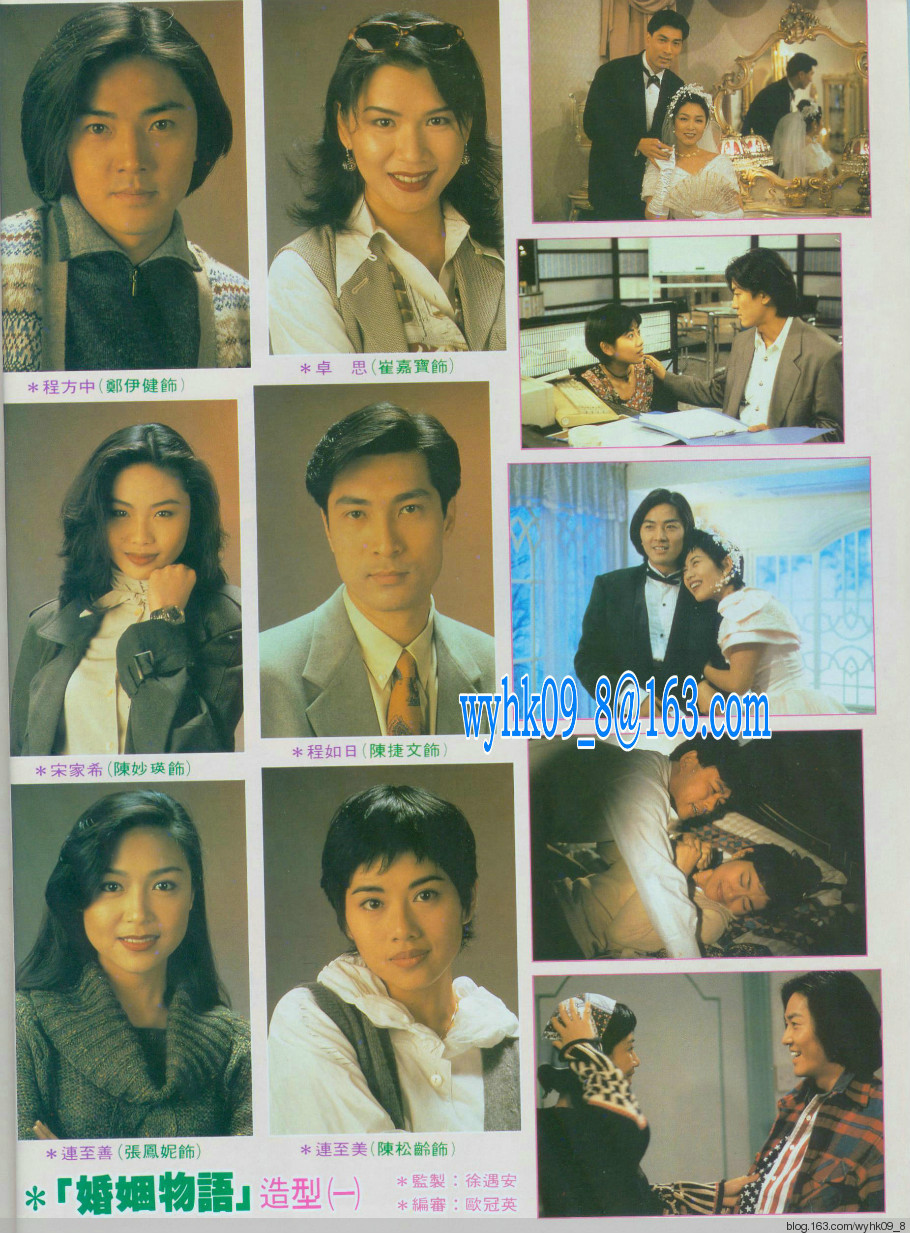 ＊程方中(鄭伊健飾)
＊卓　思(崔嘉寶飾)
＊宋家希(陳妙瑛飾)
＊程如日(陳捷文飾)
wyhk09_8@163.com
＊連至善(張鳳妮飾)
＊連至美(陳松齡飾)
＊「婚姻物語」造型(一)
＊監製：徐遇安
＊編審：歐冠英
blog.163.com/wyhk09_8